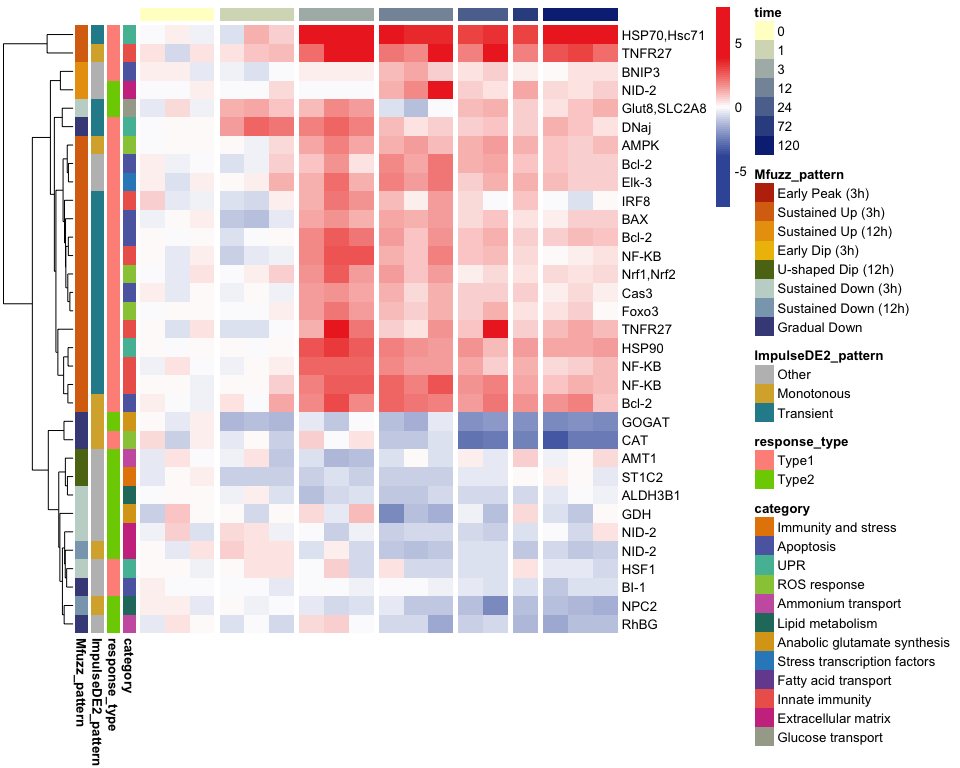 HSP70,Hsc71
TNFR27
BNIP3
NID-2
Glut8,SLC2A8
DNaj
AMPK
Bcl-2
Elk-3
IRF8
BAX
Bcl-2
NF-KB
Nrf1,Nrf2
Cas3
Foxo3
TNFR27
HSP90
NF-KB
NF-KB
Bcl-2
GOGAT
CAT
AMT1
ST1C2
ALDH3B1
GDH
NID-2
NID-2
HSF1
BI-1
NPC2
RhBG
Mfuzz_pattern
ImpulseDE2_pattern
response_type
category
5
0
-5
time
0
1
3
12
24
72
120
Mfuzz_pattern
Early Peak (3h)
Sustained Up (3h)
Sustained Up (12h)
Early Dip (3h)
U-shaped Dip (12h)
Sustained Down (3h)
Sustained Down (12h)
Gradual Down
ImpulseDE2_pattern
Other
Monotonous
Transient
response_type
Type1
Type2
category
Immunity and stress
Apoptosis
UPR
ROS response
Ammonium transport
Lipid metabolism
Anabolic glutamate synthesis
Stress transcription factors
Fatty acid transport
Innate immunity
Extracellular matrix
Glucose transport